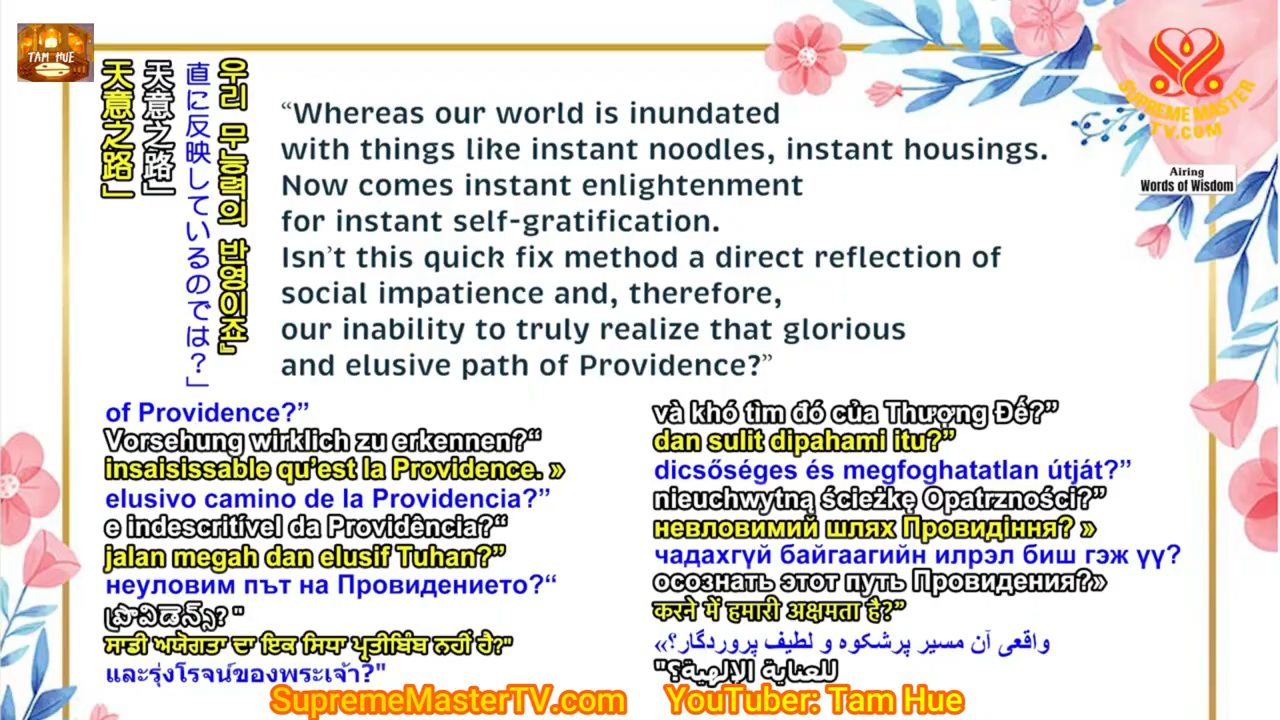 TAM HUE
SUPREME MASTER
TV.COM
Airing
Words of Wisdom
天意之路」
天意之路」
直に反映しているのでは？」
우리 무능력의 반영이죠』
“Whereas our world is inundated
with things like instant noodles, instant housings.
Now comes instant enlightenment
for instant self-gratification.
Isn’t this quick fix method a direct reflection of
social impatience and, therefore,
our inability to truly realize that glorious
and elusive path of Providence?”
of Providence?”
Vorsehung wirklich zu erkennen?“
insaisissable qu’est la Providence. »
elusivo camino de la Providencia?”
e indescritível da Providência?“
jalan megah dan elusif Tuhan?”
неуловим път на Провидението?“
ప్రావిడెన్స్? "
ਸਾਡੀ ਅਯੋਗਤਾ ਦਾ ਇਕ ਸਿਧਾ ਪ੍ਰਤੀਬਿੰਬ ਨਹੀਂ ਹੈ?"
และรุ่งโรจน์ของพระเจ้า?"
và khó tìm đó của Thượng Đế?”
dan sulit dipahami itu?”
dicsőséges és megfoghatatlan útját?”
nieuchwytną ścieżkę Opatrzności?”
невловимий шлях Провидіння? »
чадахгүй байгаагийн илрэл биш гэж үү?
осознать этот путь Провидения?»
करने में हमारी अक्षमता है?”
واقعی آن مسیر پرشکوه و لطیف پروردگار؟»
للعناية الإلهية؟"
SupremeMasterTV.com YouTuber: Tam Hue